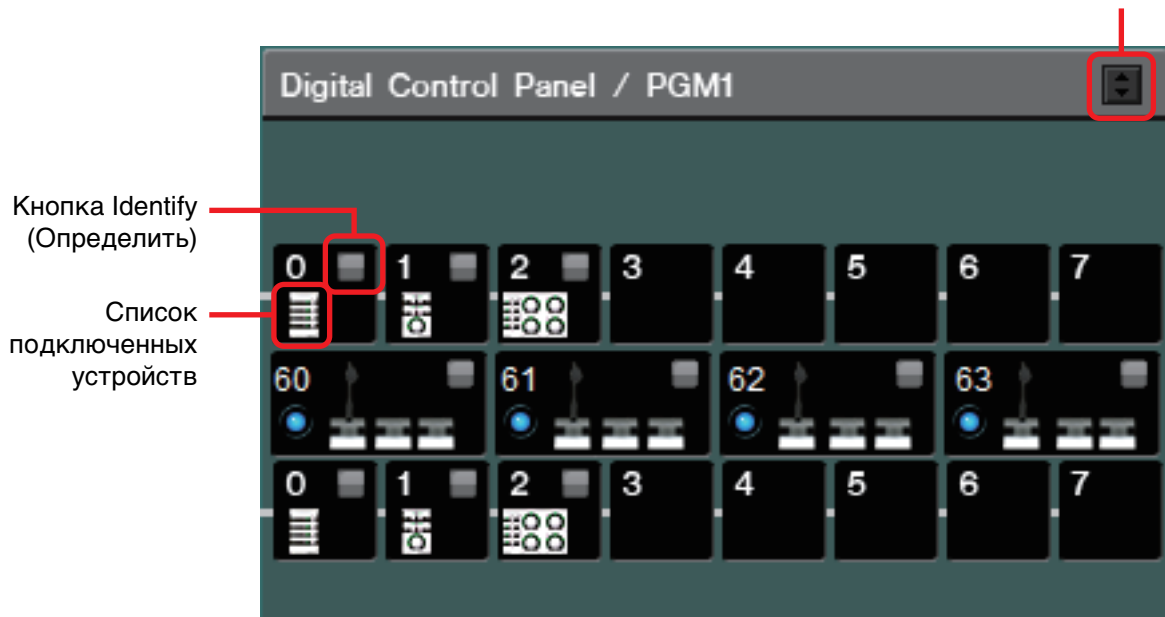 Digital Control Panel / PGM1
Кнопка Identify
(Определить)
0 1 2 3 4 5 6 7
Список
подключенных
устройств
60 61 62 63
0 1 2 3 4 5 6 7